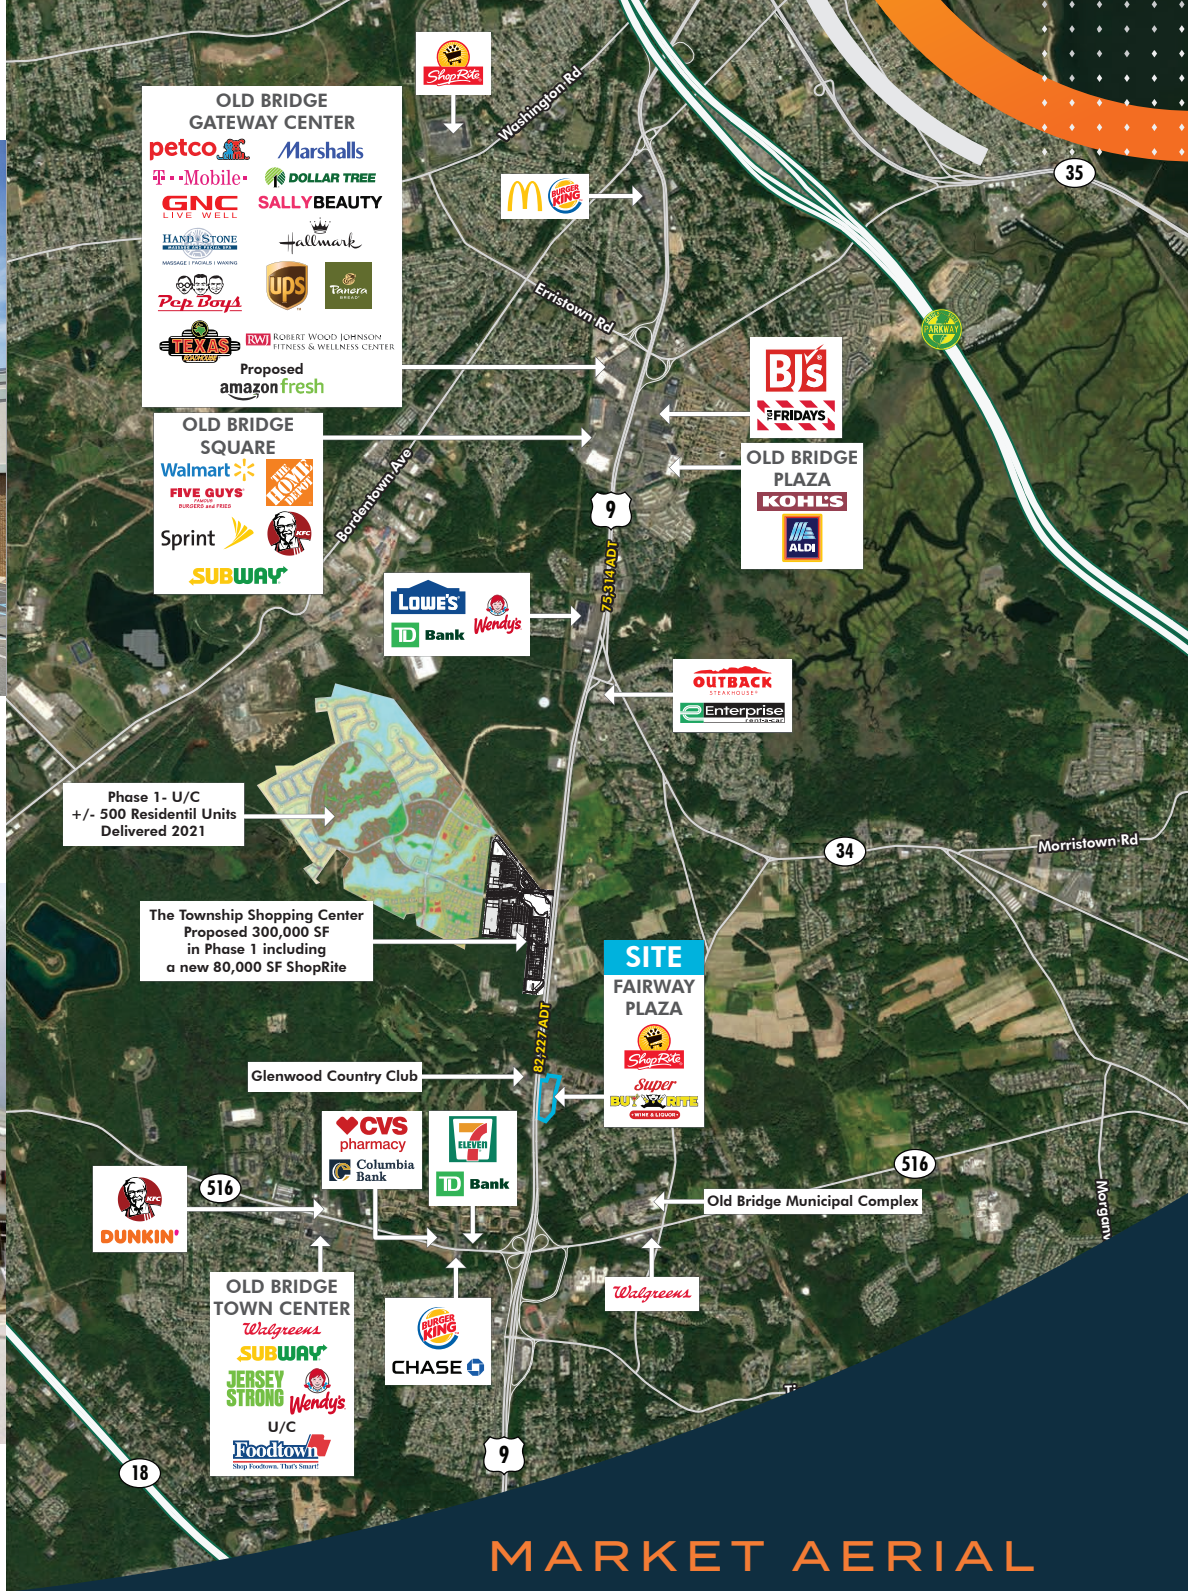 ShopRite
Washington Rd
OLD BRIDGE
GATEWAY CENTER
petco
Marshalls
T-Mobile
DOLLAR TREE
GNC
LIVE WELL
SALLYBEAUTY
HAND & STONE
MASSAGE AND FACIAL SPA
MASSAGE | FACIALS | WAXING
Hallmark
Pep Boys
ups
Panera
BREAD
TEXAS
ROADHOUSE
RWJ ROBERT WOOD JOHNSON
FITNESS & WELLNESS CENTER
Proposed
amazon fresh
BURGER
KING
35
Erristown Rd
PARKWAY
BJ's
TGI FRIDAYS
OLD BRIDGE
SQUARE
Walmart
THE
HOME
DEPOT
FIVE GUYS
FAMOUS
BURGERS and FRIES
Sprint
KFC
SUBWAY
Bordentown Ave
OLD BRIDGE
PLAZA
KOHL'S
ALDI
9
75,314 ADT
LOWE'S
TD Bank
Wendy's
OUTBACK
STEAKHOUSE
Enterprise
rent-a-car
Phase 1- U/C
+/- 500 Residentil Units
Delivered 2021
34
Morristown Rd
The Township Shopping Center
Proposed 300,000 SF
in Phase 1 including
a new 80,000 SF ShopRite
SITE
FAIRWAY
PLAZA
ShopRite
Super
BUY RITE
WINE & LIQUOR
82,227 ADT
Glenwood Country Club
CVS
pharmacy
Columbia
Bank
7
ELEVEN
TD Bank
516
KFC
DUNKIN'
516
Old Bridge Municipal Complex
Morganv
Walgreens
OLD BRIDGE
TOWN CENTER
Walgreens
SUBWAY
JERSEY
STRONG
Wendy's
U/C
Foodtown
Shop Foodtown. That's Smart!
BURGER
KING
CHASE
Ti
9
18
MARKET AERIAL